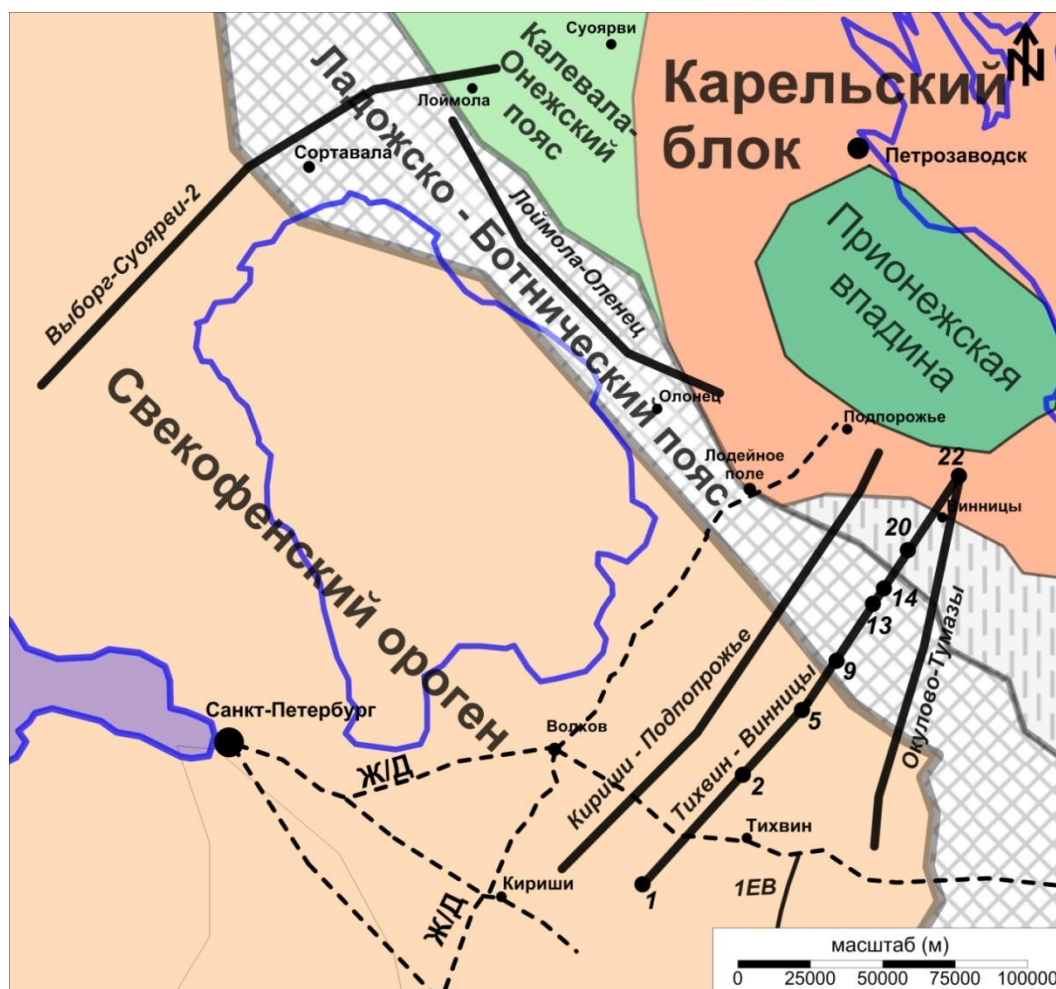 Суоярви
N
Калевала-
Онежский
пояс
Карельский
блок
Лоймола
Ладожско - Ботнический пояс
Сортавала
Петрозаводск
Выборг-Суоярви-2
Лоймола-Оленец
Прионежская
впадина
Олонец
Подпорожье
Лодейное
поле
22
Винницы
20
14
13
9
5
2
1
Свекофенский ороген
Кириши - Подпопрожье
Тихвин - Винницы
Окулово-Тумазы
Санкт-Петербург
Волхов
Ж/Д
Тихвин
Кириши
Ж/Д
1ЕВ
масштаб (м)
0 25000 50000 75000 100000